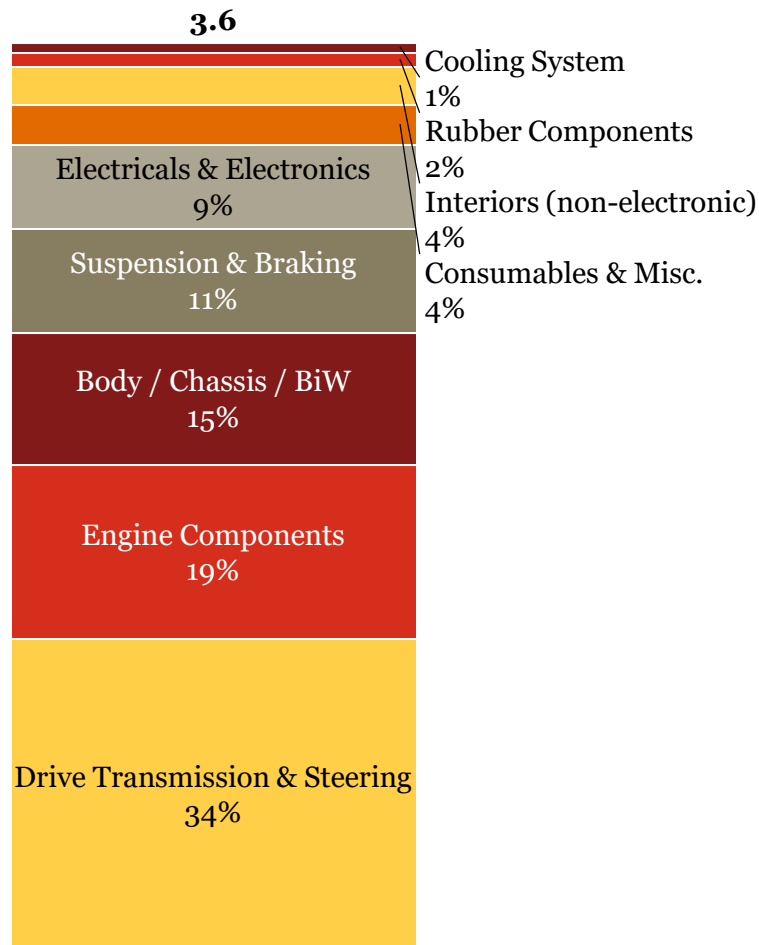 3.6
Cooling System
1%
Rubber Components
2%
Interiors (non-electronic)
4%
Consumables & Misc.
4%
Electricals & Electronics
9%
Suspension & Braking
11%
Body / Chassis / BiW
15%
Engine Components
19%
Drive Transmission & Steering
34%